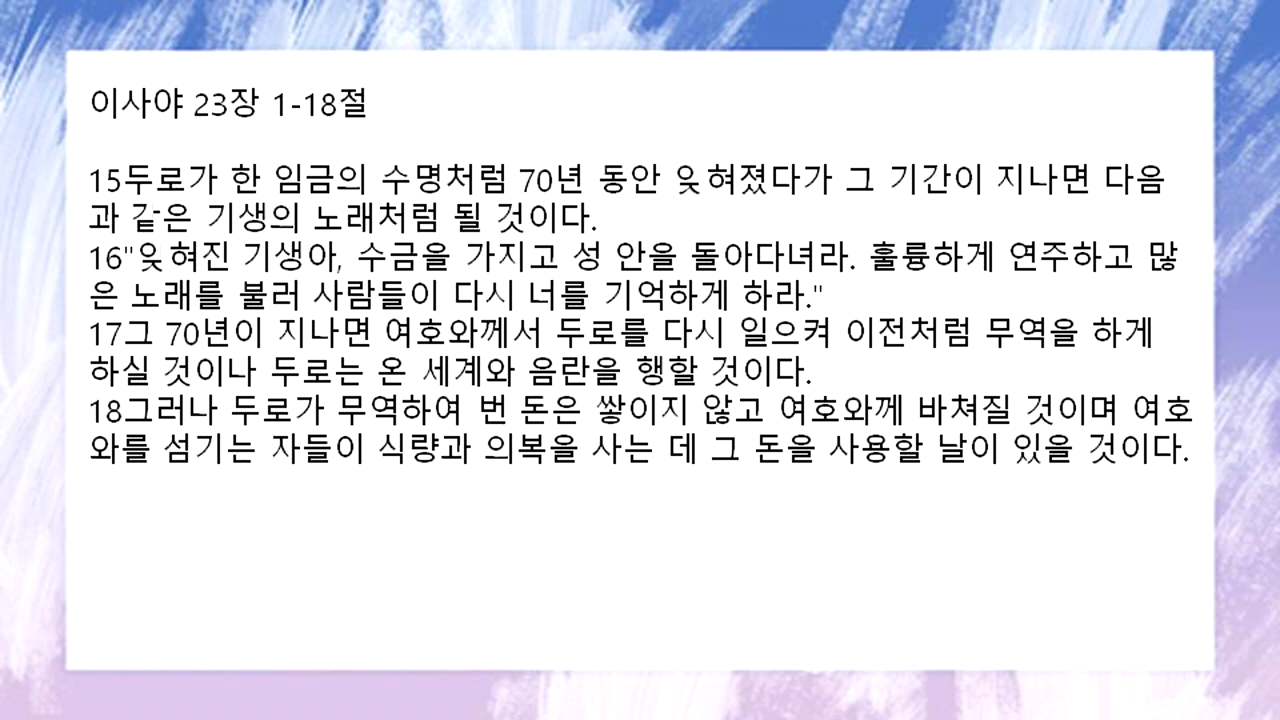 이사야 23장 1-18절
15두로가 한 임금의 수명처럼 70년 동안 잊혀졌다가 그 기간이 지나면 다음
과 같은 기생의 노래처럼 될 것이다.
16"잊혀진 기생아, 수금을 가지고 성 안을 돌아다녀라. 훌륭하게 연주하고 많
은 노래를 불러 사람들이 다시 너를 기억하게 하라."
17그 70년이 지나면 여호와께서 두로를 다시 일으켜 이전처럼 무역을 하게
하실 것이나 두로는 온 세계와 음란을 행할 것이다.
18그러나 두로가 무역하여 번 돈은 쌓이지 않고 여호와께 바쳐질 것이며 여호
와를 섬기는 자들이 식량과 의복을 사는 데 그 돈을 사용할 날이 있을 것이다.